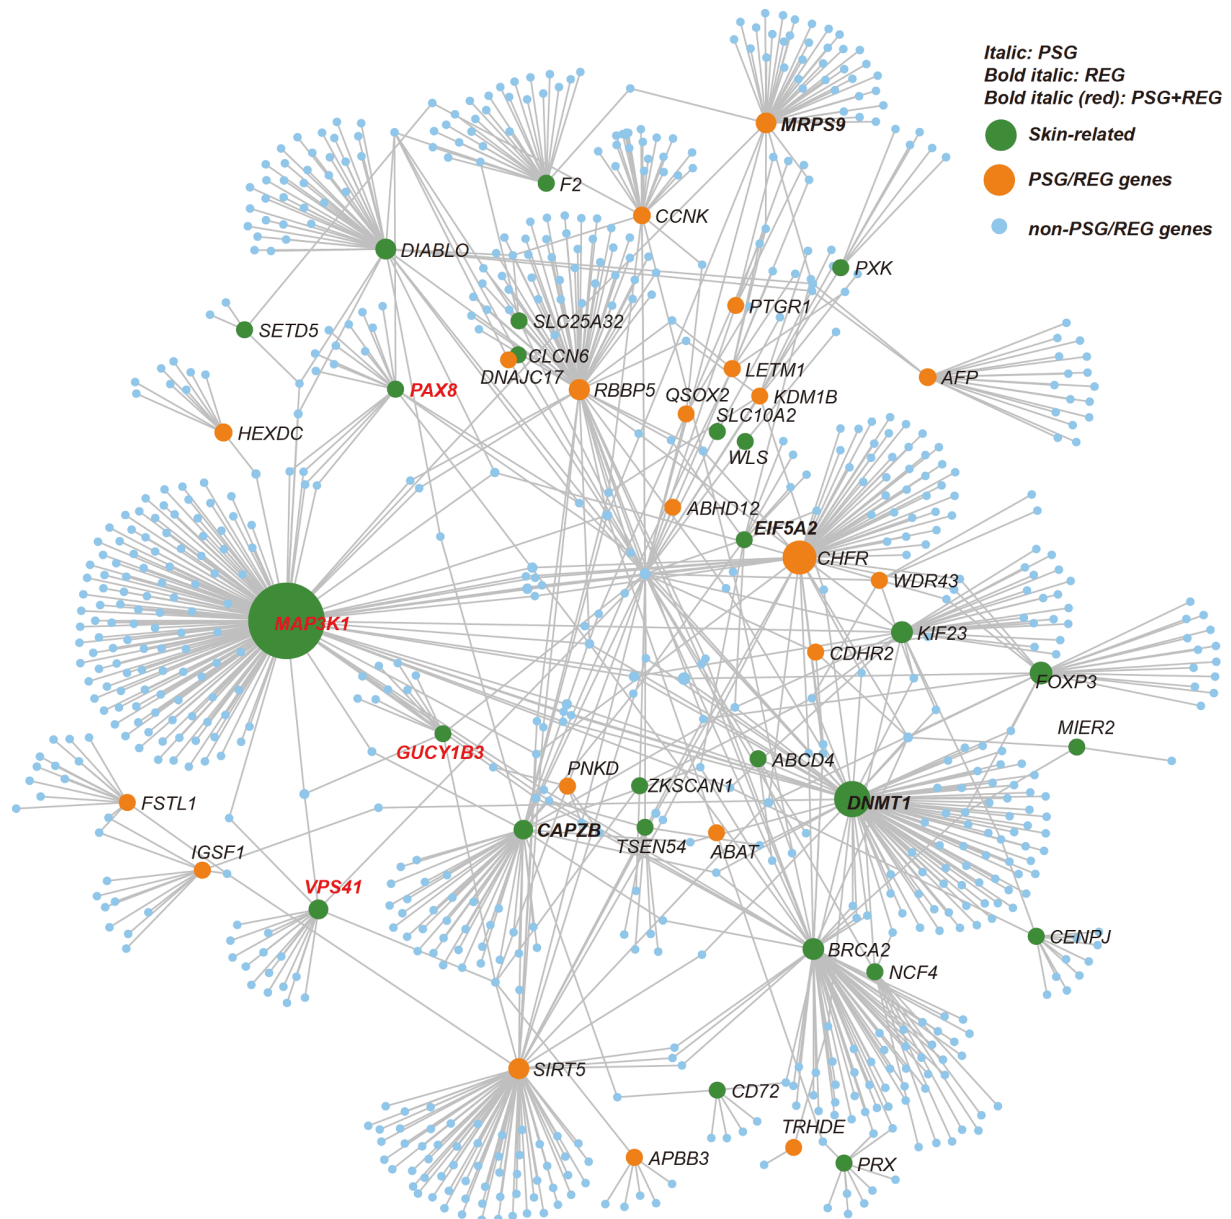 Italic: PSG
Bold italic: REG
Bold italic (red): PSG+REG
Skin-related
PSG/REG genes
non-PSG/REG genes
MRPS9
F2
CCNK
DIABLO
PXK
PTGR1
SLC25A32
SETD5
CLCN6
DNAJC17
LETM1
AFP
PAX8
RBBP5
QSOX2
KDM1B
SLC10A2
HEXDC
WLS
ABHD12
EIF5A2
CHFR
WDR43
MAP3K1
KIF23
CDHR2
FOXP3
MIER2
GUCY1B3
PNKD
ABCD4
ZKSCAN1
FSTL1
DNMT1
CAPZB
TSEN54
ABAT
IGSF1
VPS41
CENPJ
BRCA2
NCF4
SIRT5
CD72
TRHDE
APBB3
PRX